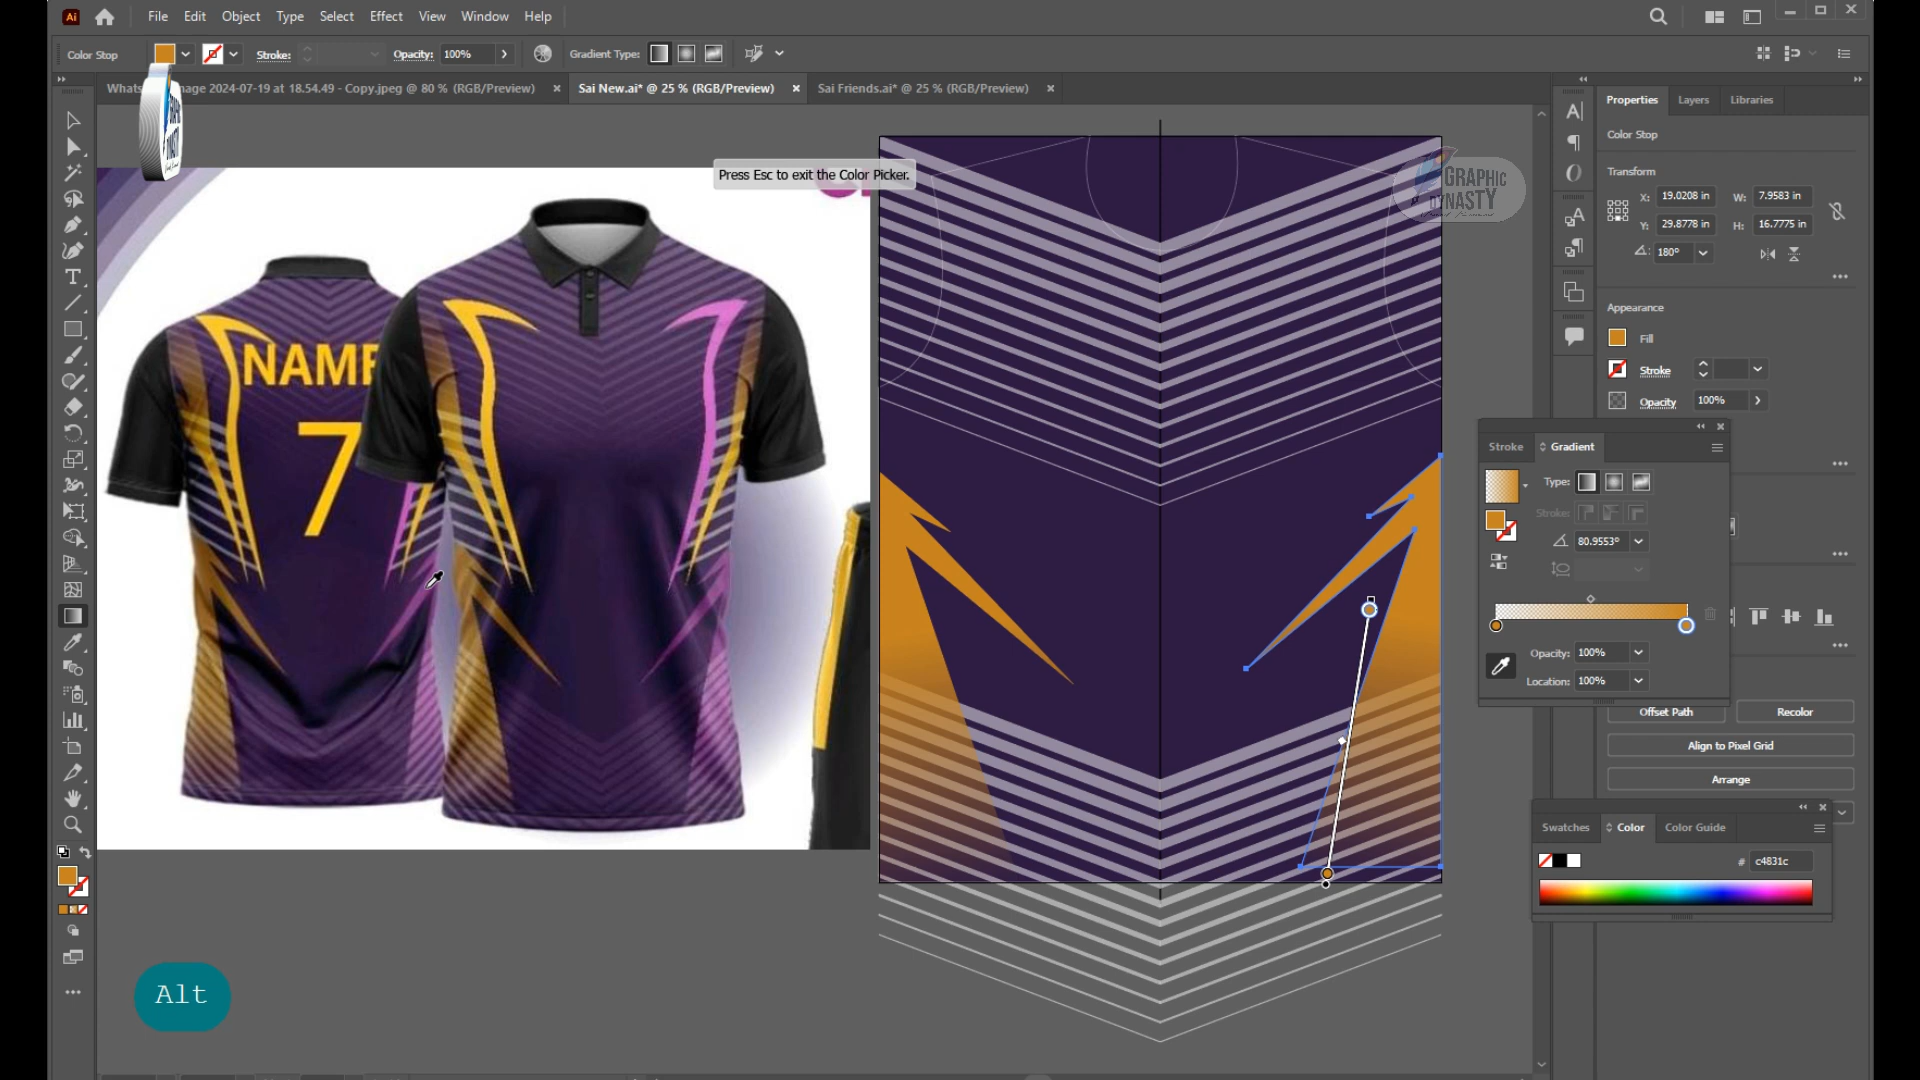 Ai File Edit Object Type Select Effect View Window Help
Color Stop Stroke: Opacity: 100% Gradient Type:
mage 2024-07-19 at 18.54.49 - Copy.jpeg @ 80 % (RGB/Preview) Sai New.ai* @ 25 % (RGB/Preview) Sai Friends.ai* @ 25 % (RGB/Preview)
Press Esc to exit the Color Picker.
GRAPHIC
DYNASTY
GRAPHIC
DYNASTY
NAME
7
Alt
Properties Layers Libraries
Color Stop
Transform
X: 19.0208 in W: 7.9583 in
Y: 29.8778 in H: 16.7775 in
180°
Appearance
Fill
Stroke
Opacity 100%
Stroke Gradient
Type:
Stroke:
80.9553°
Opacity: 100%
Location: 100%
Offset Path Recolor
Align to Pixel Grid
Arrange
Swatches Color Color Guide
# c4831c